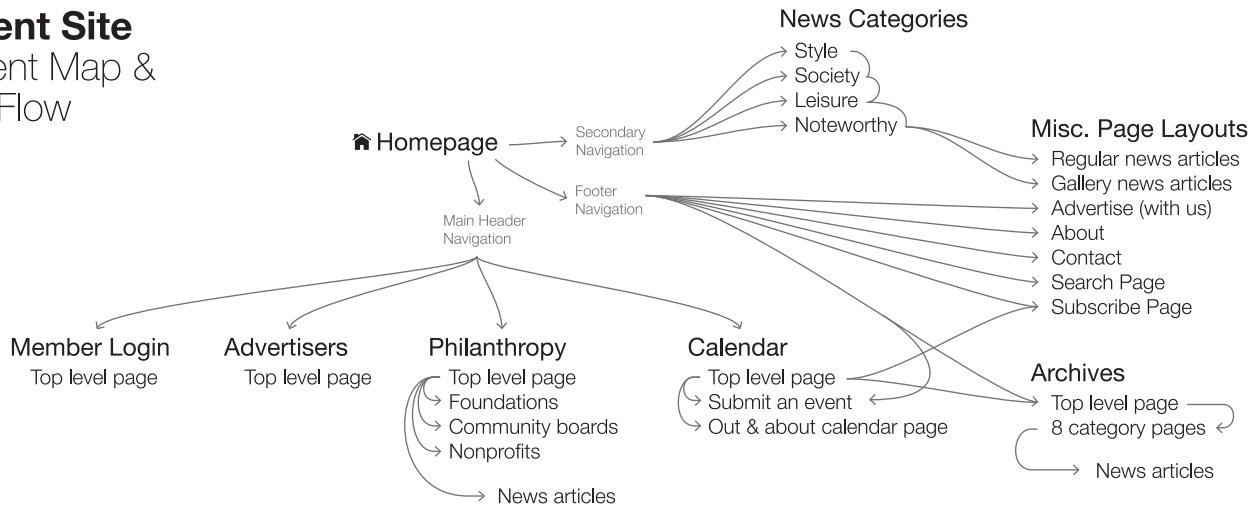 ent Site
ent Map &
Flow
Homepage
Secondary
Navigation
Footer
Navigation
Main Header
Navigation
News Categories
Style
Society
Leisure
Noteworthy
Misc. Page Layouts
Regular news articles
Gallery news articles
Advertise (with us)
About
Contact
Search Page
Subscribe Page
Member Login
Top level page
Advertisers
Top level page
Philanthropy
Top level page
Foundations
Community boards
Nonprofits
News articles
Calendar
Top level page
Submit an event
Out & about calendar page
Archives
Top level page
8 category pages
News articles